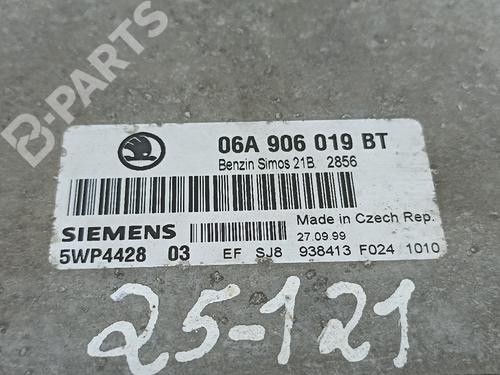 B-PARTS
06A 906 019 BT
Benzin Simos 21B 2856
Made in Czech Rep.
SIEMENS
27.09.99
5WP4428 03 EF SJ8 938413 F024 1010
25-121